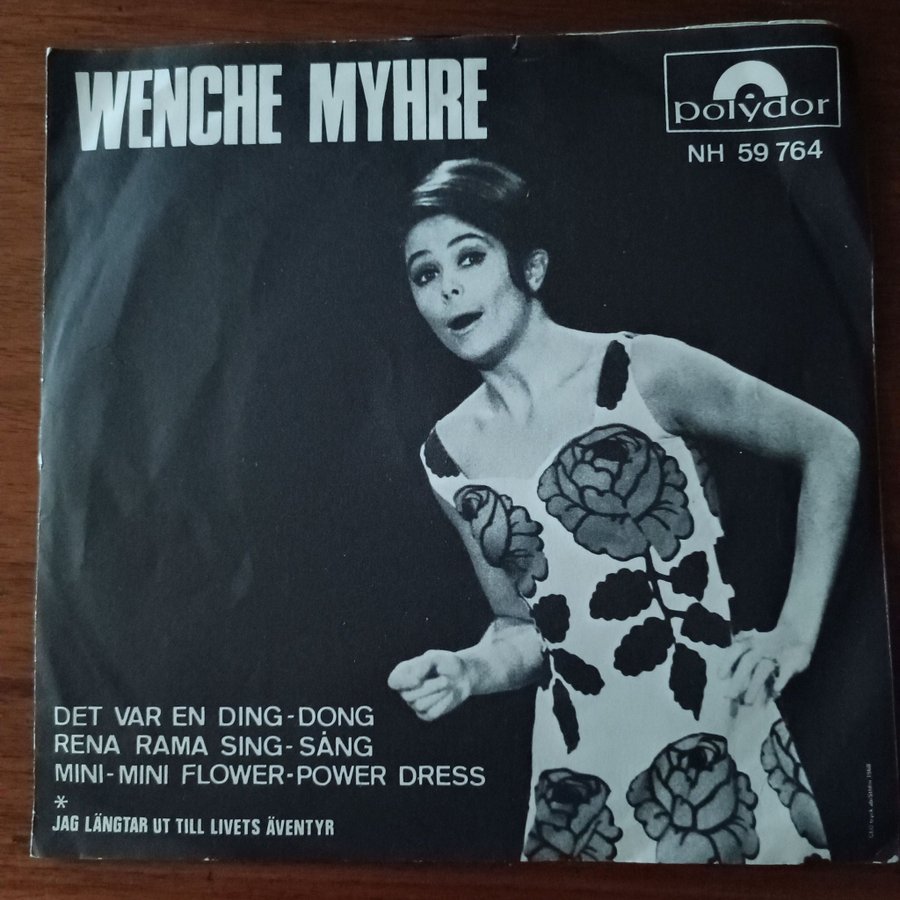 WENCHE MYHRE
polydor
NH 59 764
DET VAR EN DING-DONG
RENA RAMA SING-SÅNG
MINI-MINI FLOWER-POWER DRESS
*
JAG LÄNGTAR UT TILL LIVETS ÄVENTYR